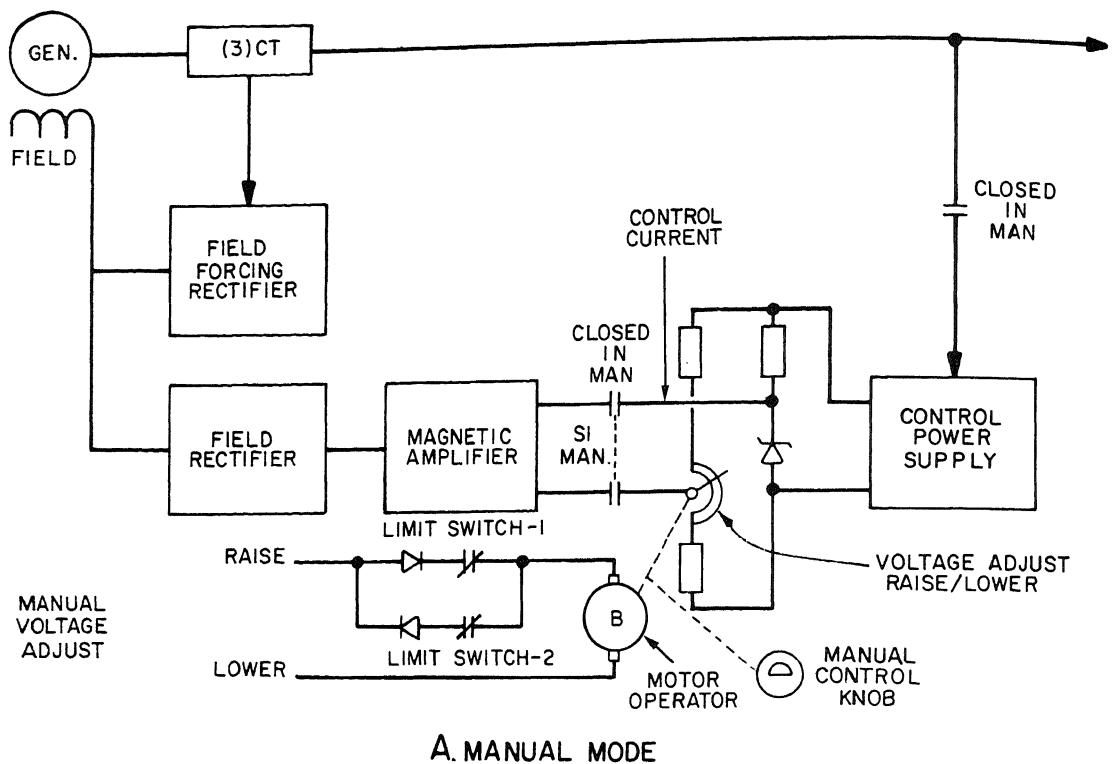 GEN.
(3)CT
FIELD
CLOSED
IN
MAN
FIELD
FORCING
RECTIFIER
CONTROL
CURRENT
CLOSED
IN
MAN
FIELD
RECTIFIER
MAGNETIC
AMPLIFIER
SI
MAN.
CONTROL
POWER
SUPPLY
LIMIT SWITCH-1
RAISE
VOLTAGE ADJUST
RAISE/LOWER
MANUAL
VOLTAGE
ADJUST
B
LIMIT SWITCH-2
LOWER
MOTOR
OPERATOR
MANUAL
CONTROL
KNOB
A. MANUAL MODE